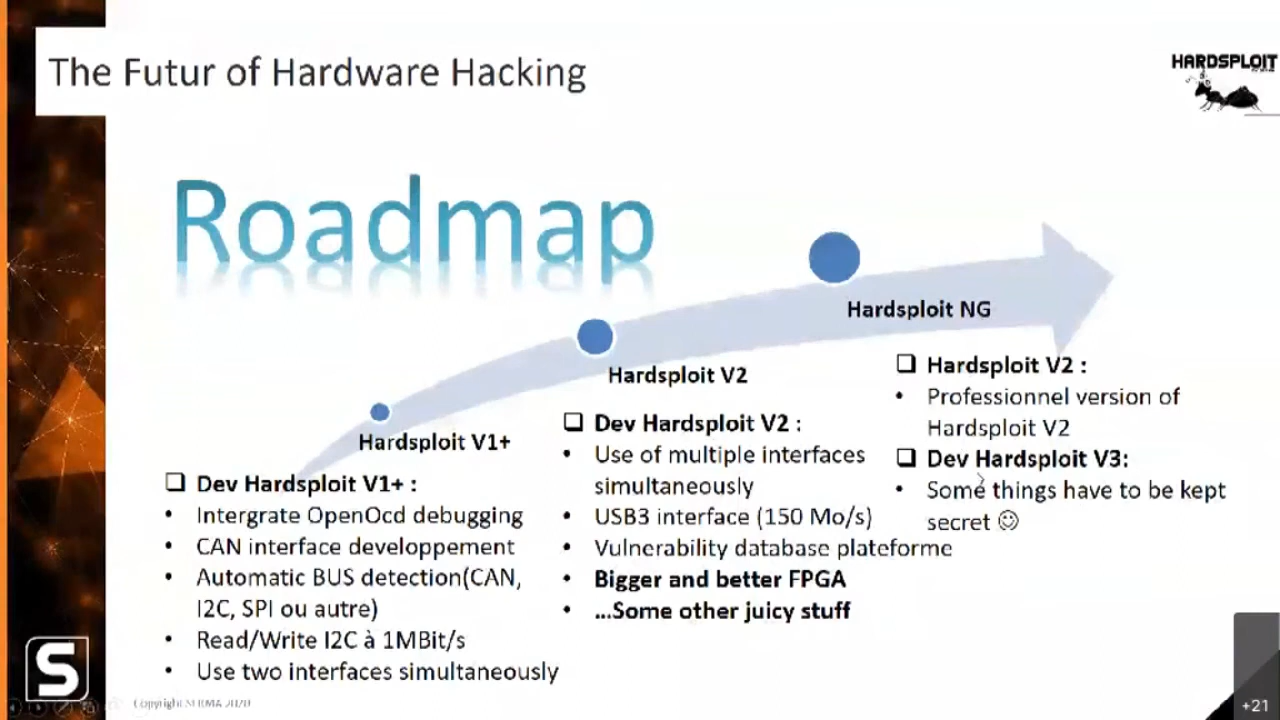 The Futur of Hardware Hacking
HARDSPLOIT
Roadmap
Hardsploit NG
Hardsploit V2
Hardsploit V1+
❑ Dev Hardsploit V1+ :
• Intergrate OpenOcd debugging
• CAN interface developpement
• Automatic BUS detection(CAN,
I2C, SPI ou autre)
• Read/Write I2C à 1MBit/s
• Use two interfaces simultaneously
❑ Dev Hardsploit V2 :
• Use of multiple interfaces
simultaneously
• USB3 interface (150 Mo/s)
• Vulnerability database plateforme
• Bigger and better FPGA
• ...Some other juicy stuff
❑ Hardsploit V2 :
• Professionnel version of
Hardsploit V2
❑ Dev Hardsploit V3:
• Some things have to be kept
secret ☺
S
Copyright SERMA 2020
+21